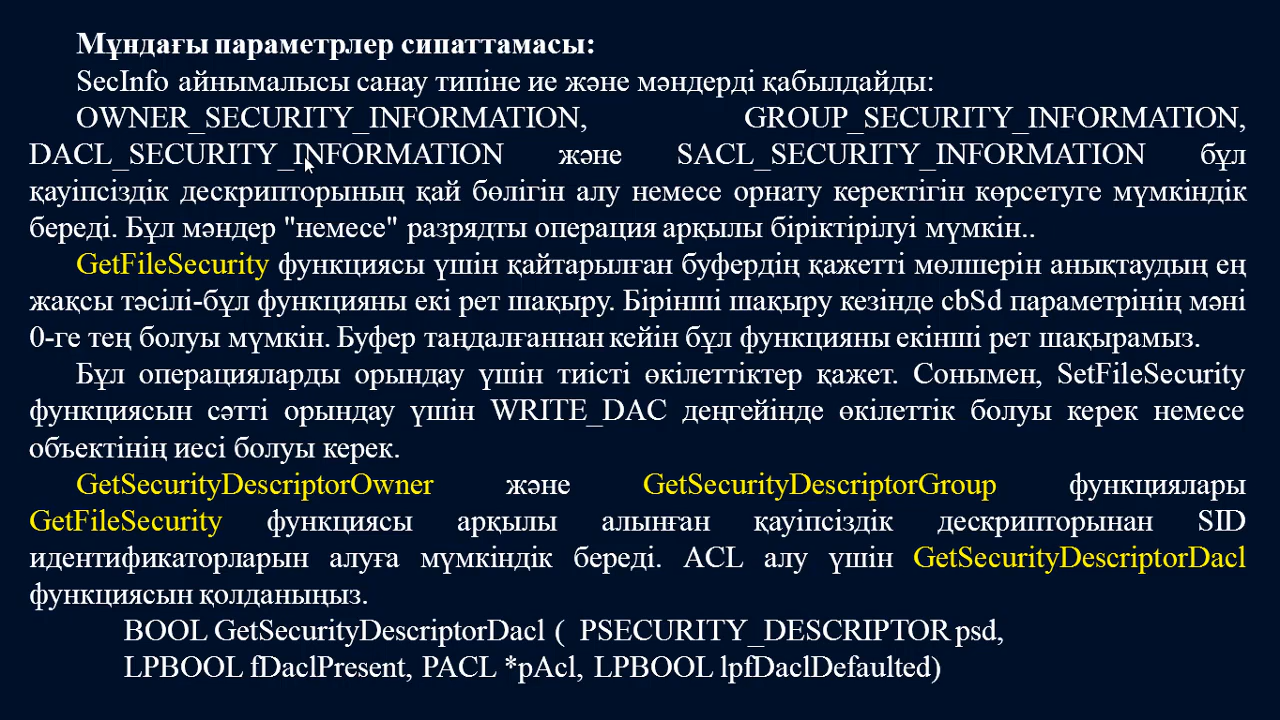 Мұндағы параметрлер сипаттамасы:
SecInfo айнымалысы санау типіне ие және мәндерді қабылдайды:
OWNER_SECURITY_INFORMATION, GROUP_SECURITY_INFORMATION,
DACL_SECURITY_INFORMATION және SACL_SECURITY_INFORMATION бұл
қауіпсіздік дескрипторының қай бөлігін алу немесе орнату керектігін көрсетуге мүмкіндік
береді. Бұл мәндер "немесе" разрядты операция арқылы біріктірілуі мүмкін..
GetFileSecurity функциясы үшін қайтарылған буфердің қажетті мөлшерін анықтаудың ең
жақсы тәсілі-бұл функцияны екі рет шақыру. Бірінші шақыру кезінде cbSd параметрінің мәні
0-ге тең болуы мүмкін. Буфер таңдалғаннан кейін бұл функцияны екінші рет шақырамыз.
Бұл операцияларды орындау үшін тиісті өкілеттіктер қажет. Сонымен, SetFileSecurity
функциясын сәтті орындау үшін WRITE_DAC деңгейінде өкілеттік болуы керек немесе
объектінің иесі болуы керек.
GetSecurityDescriptorOwner және GetSecurityDescriptorGroup функциялары
GetFileSecurity функциясы арқылы алынған қауіпсіздік дескрипторынан SID
идентификаторларын алуға мүмкіндік береді. ACL алу үшін GetSecurityDescriptorDacl
функциясын қолданыңыз.
BOOL GetSecurityDescriptorDacl ( PSECURITY_DESCRIPTOR psd,
LPBOOL fDaclPresent, PACL *pAcl, LPBOOL lpfDaclDefaulted)